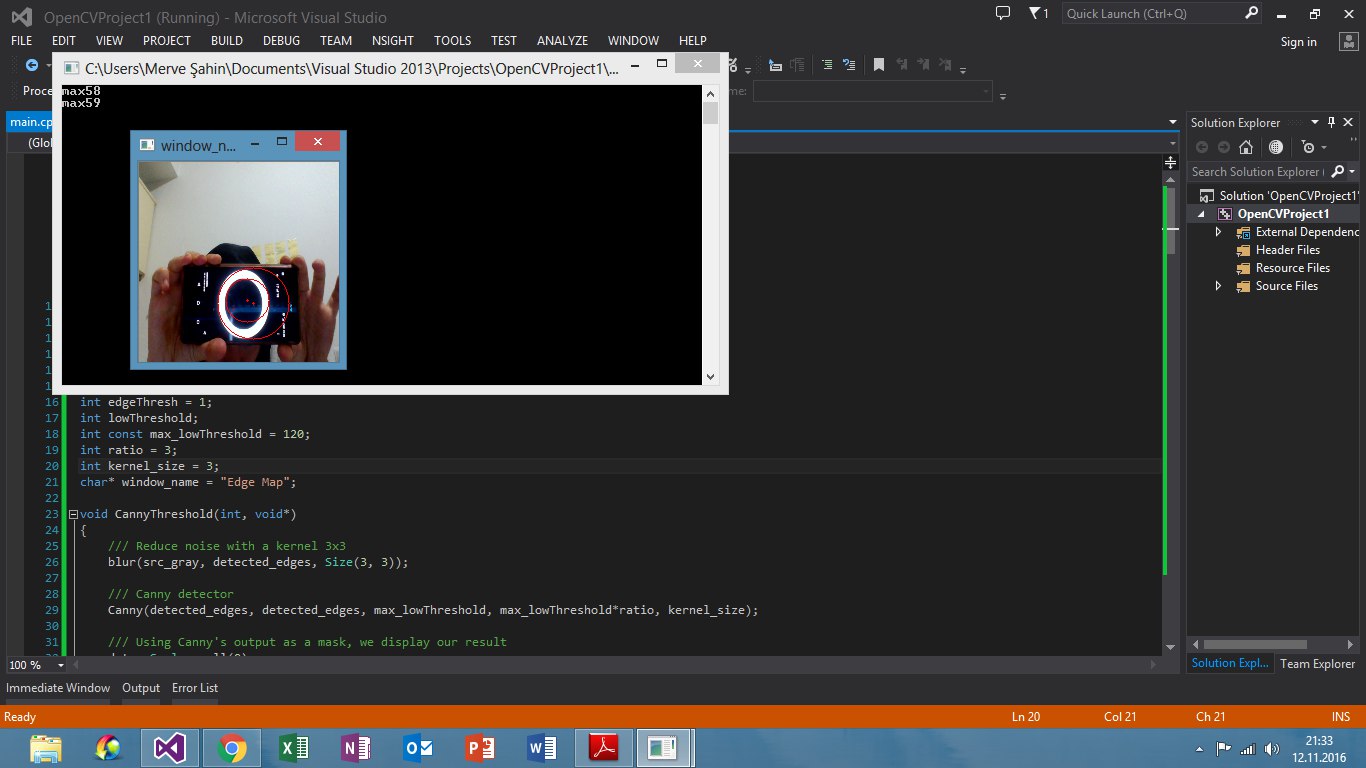 OpenCVProject1 (Running) - Microsoft Visual Studio
1
Quick Launch (Ctrl+Q)
FILE EDIT VIEW PROJECT BUILD DEBUG TEAM NSIGHT TOOLS TEST ANALYZE WINDOW HELP
Sign in
C:\Users\Merve Şahin\Documents\Visual Studio 2013\Projects\OpenCVProject1\...
Proce
me:
max58
max59
main.cp
(Glo
window_n...
Solution Explorer
Search Solution Explorer (
Solution 'OpenCVProject1'
OpenCVProject1
External Dependenc
Header Files
Resource Files
Source Files
16 int edgeThresh = 1;
17 int lowThreshold;
18 int const max_lowThreshold = 120;
19 int ratio = 3;
20 int kernel_size = 3;
21 char* window_name = "Edge Map";
22
23 void CannyThreshold(int, void*)
24 {
25 /// Reduce noise with a kernel 3x3
26 blur(src_gray, detected_edges, Size(3, 3));
27
28 /// Canny detector
29 Canny(detected_edges, detected_edges, max_lowThreshold, max_lowThreshold*ratio, kernel_size);
30
31 /// Using Canny's output as a mask, we display our result
100 %
Solution Expl... Team Explorer
Immediate Window Output Error List
Ready Ln 20 Col 21 Ch 21 INS
21:33
12.11.2016